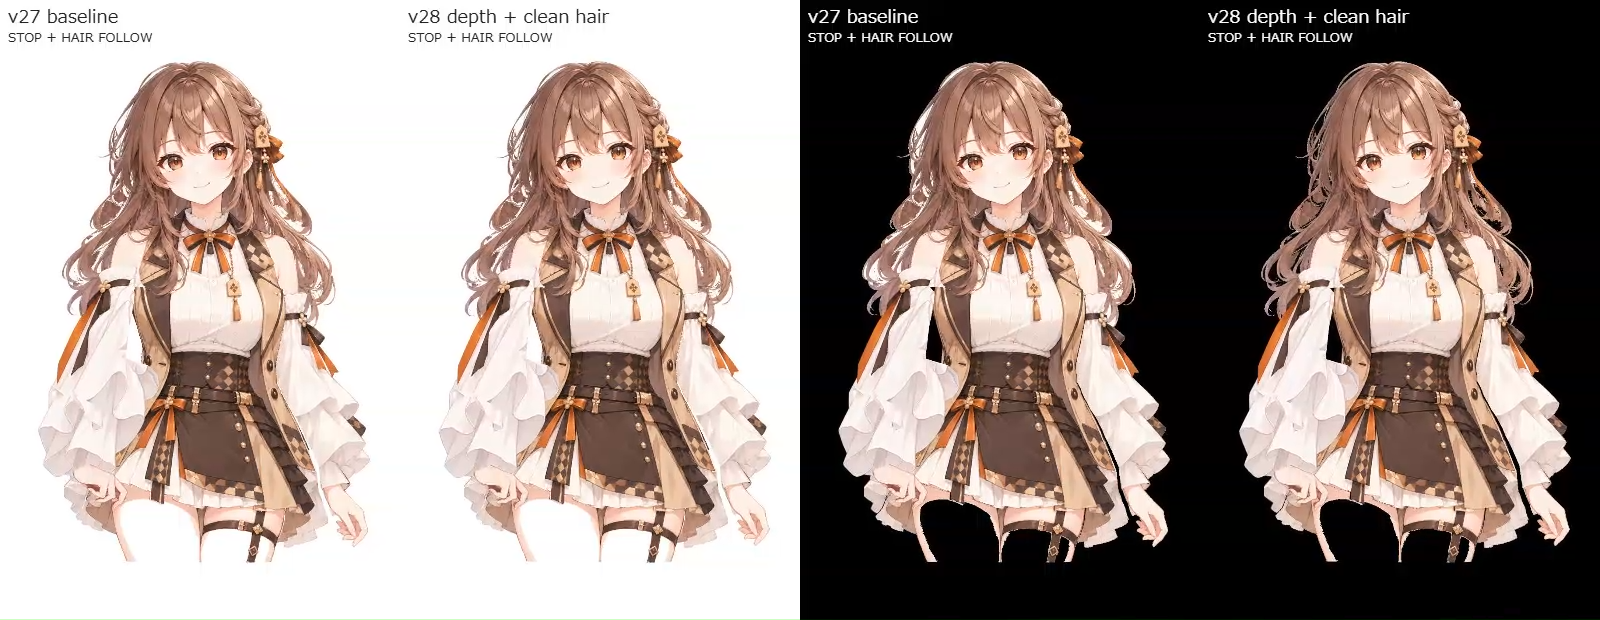 v27 baseline
STOP + HAIR FOLLOW
v28 depth + clean hair
STOP + HAIR FOLLOW
v27 baseline
STOP + HAIR FOLLOW
v28 depth + clean hair
STOP + HAIR FOLLOW